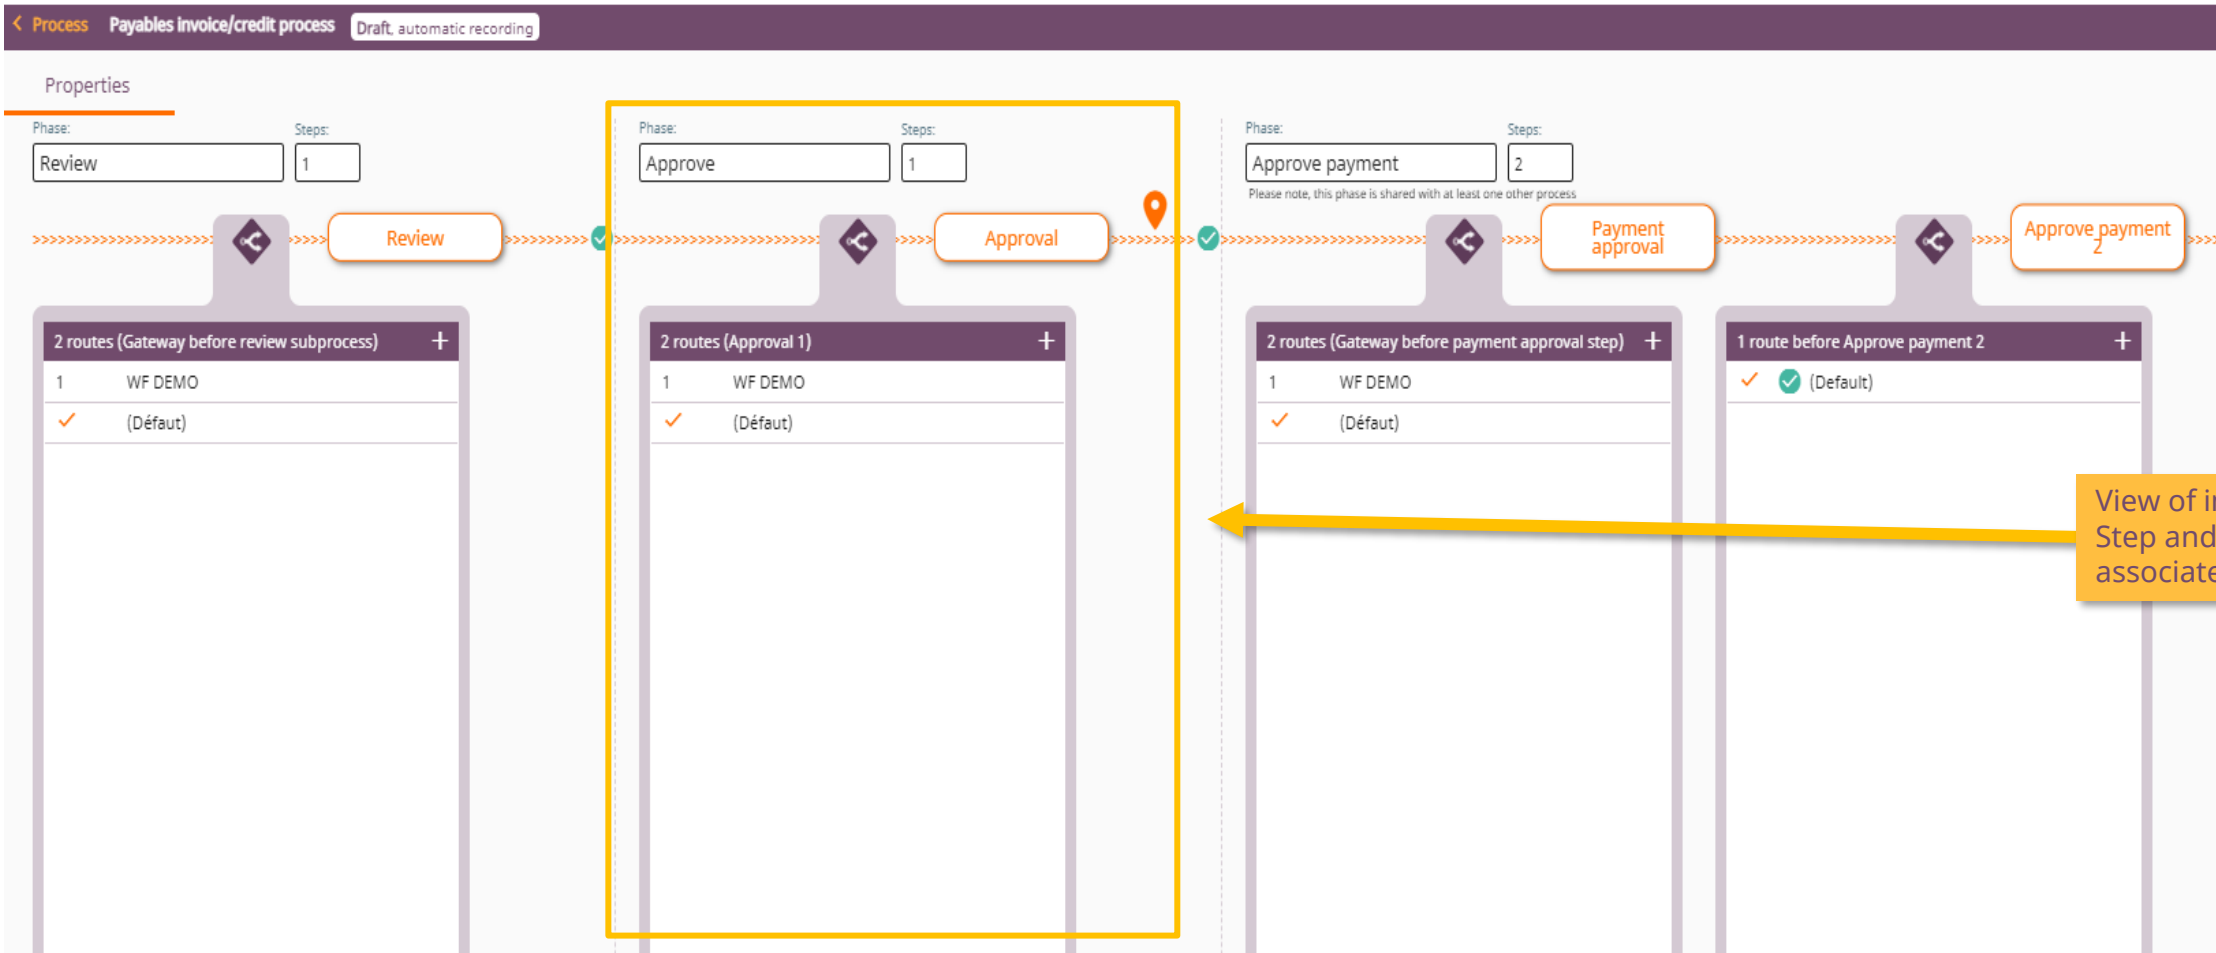 Process Payables invoice/credit process Draft, automatic recording
Properties
Phase: Steps:
Review 1
Review
2 routes (Gateway before review subprocess) +
1 WF DEMO
(Défaut)
Phase: Steps:
Approve 1
Approval
2 routes (Approval 1) +
1 WF DEMO
(Défaut)
Phase: Steps:
Approve payment 2
Please note, this phase is shared with at least one other process
Payment
approval
2 routes (Gateway before payment approval step) +
1 WF DEMO
(Défaut)
Approve payment
2
1 route before Approve payment 2 +
(Default)
View of
Step and